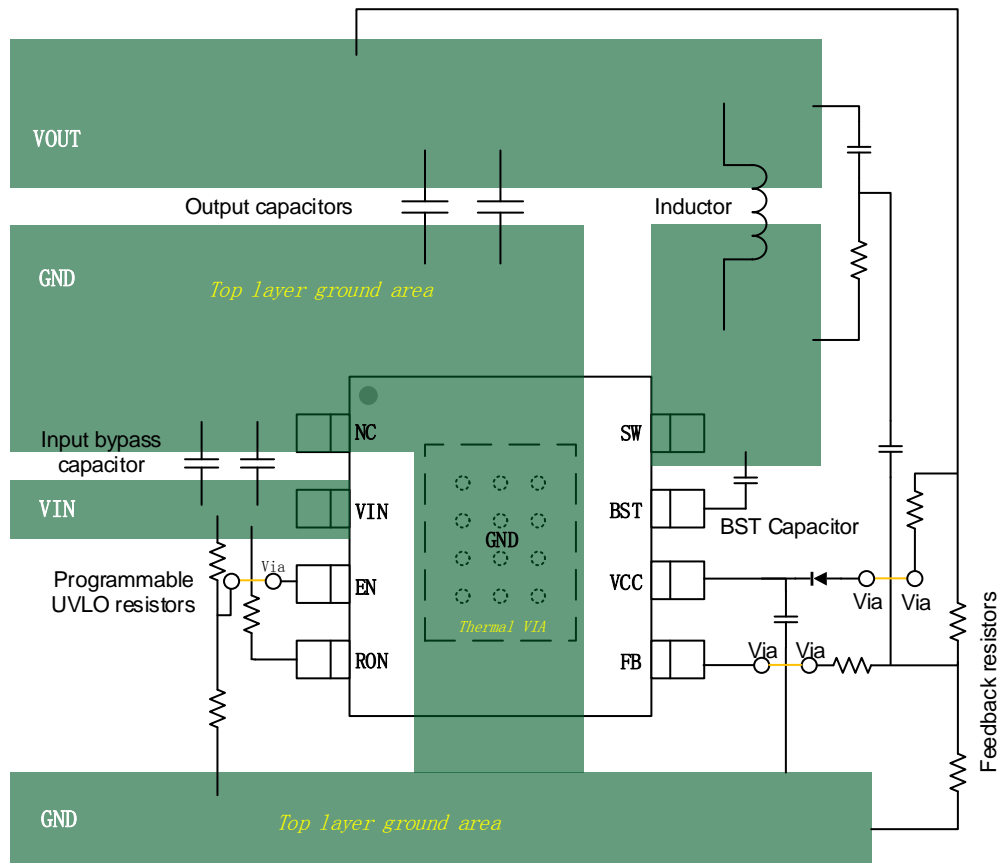 VOUT
Output capacitors
Inductor
GND
Top layer ground area
NC
SW
Input bypass
capacitor
VIN
VIN
BST
BST Capacitor
GND
Programmable
UVLO resistors
Via
EN
VCC
Via
Via
Thermal VIA
RON
FB
Via
Via
Feedback resistors
GND
Top layer ground area